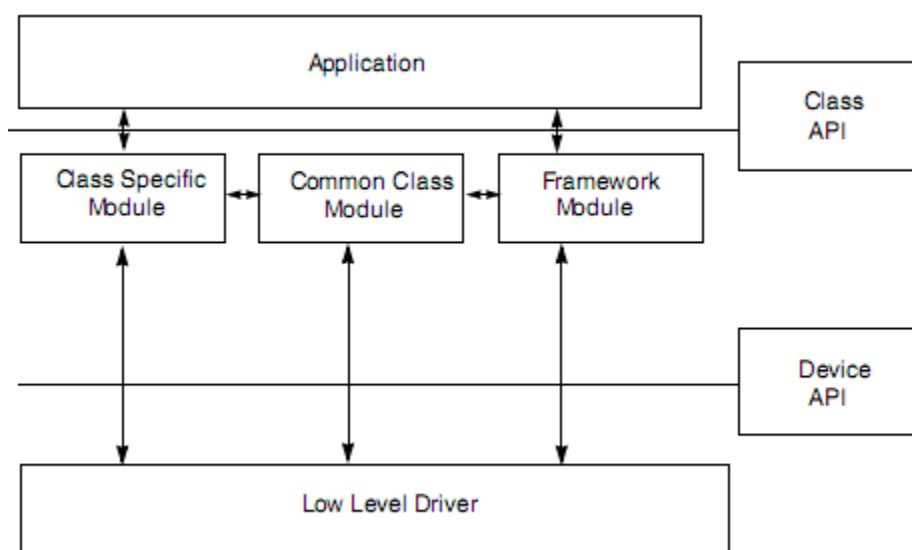 Application
Class
API
Class Specific
Module
Common Class
Module
Framework
Module
Device
API
Low Level Driver